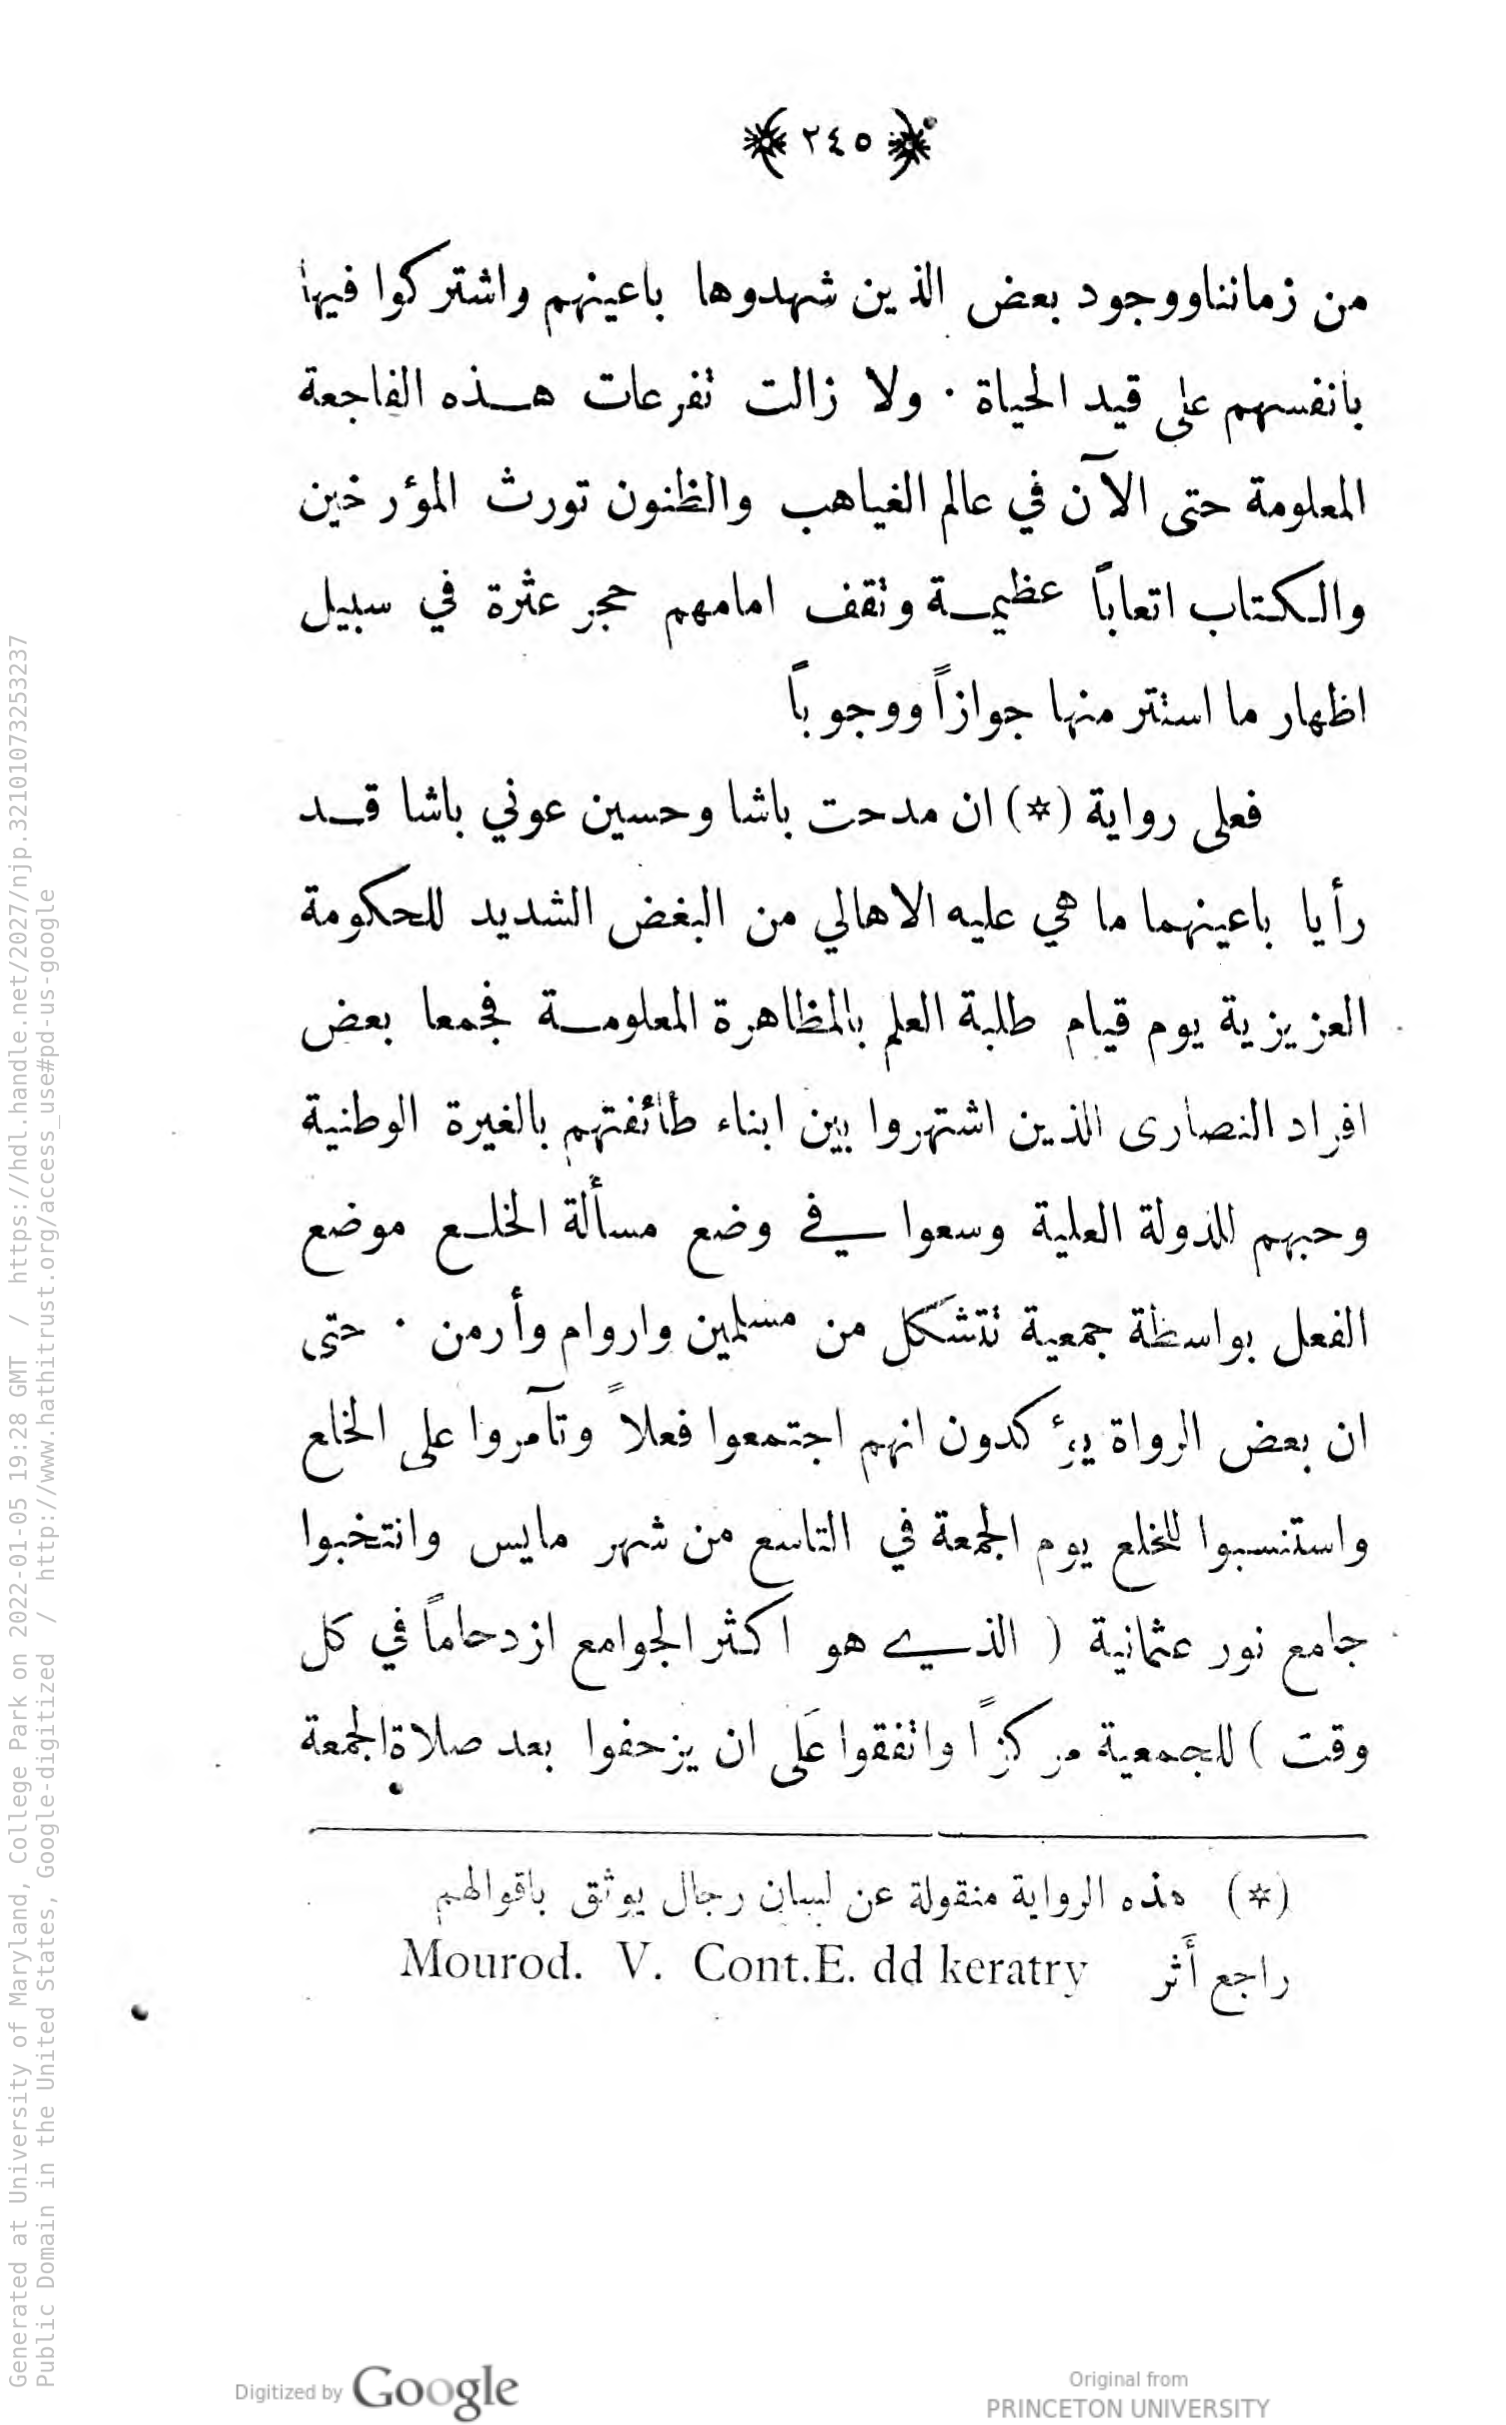 ٢٤٥
من زمانناووجود بعض الذين شهدوها باعينهم واشتركوا فيها
بانفسهم على قيد الحياة · ولا زالت تفرعات هـذه الفاجعة
المعلومة حتى الآن في عالم الغياهب والظنون تورث المؤرخين
والكتاب اتعاباً عظيمـة وتقف امامهم حجر عثرة في سبيل
اظهار ما استتر منها جوازاً ووجوباً
فعلى رواية (*) ان مدحت باشا وحسين عوني باشا قـد
رأيا باعينهما ما هي عليه الاهالي من البغض الشديد للحكومة
العزيزية يوم قيام طلبة العلم بالمظاهرة المعلومـة فجمعا بعض
افراد النصارى الذين اشتهروا بين ابناء طائفتهم بالغيرة الوطنية
وحبهم للدولة العلية وسعوا في وضع مسألة الخلـع موضع
الفعل بواسطة جمعية تتشكل من مسلمين واروام وأرمن · حتى
ان بعض الرواة يؤكدون انهم اجتمعوا فعلاً وتآمروا على الخلع
واستنسبوا للخلع يوم الجمعة في التاسع من شهر مايس وانتخبوا
جامع نور عثمانية ( الذي هو اكثر الجوامع ازدحاماً في كل
وقت ) للجمعية مركزاً واتفقوا عَلى ان يزحفوا بعد صلاة الجمعة
(*) هذه الرواية منقولة عن لسان رجال يوثق باقوالهم
راجع أَثر Mourod. V. Cont.E. dd keratry
Generated at University of Maryland, College Park on 2022-01-05 19:28 GMT / https://hdl.handle.net/2027/njp.32101073253237
Public Domain in the United States, Google-digitized / http://www.hathitrust.org/access_use#pd-us-google
Digitized by Google
Original from
PRINCETON UNIVERSITY